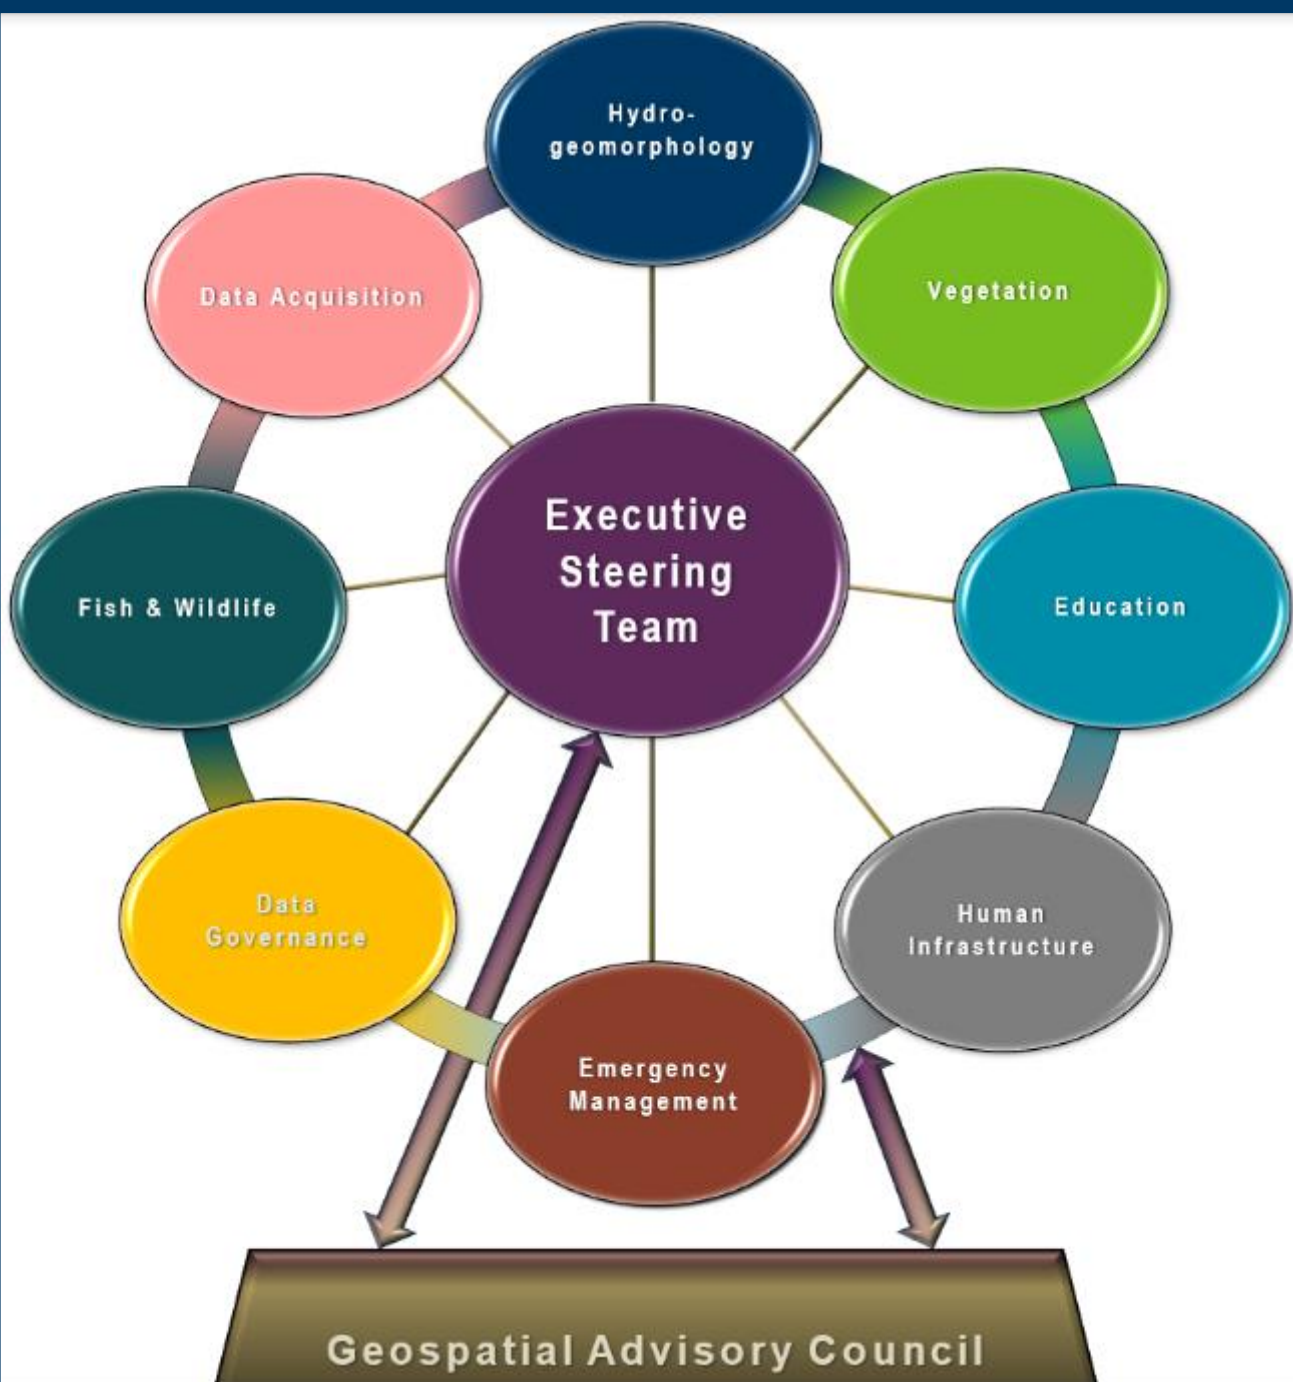 Hydro-
geomorphology
Data Acquisition
Vegetation
Executive
Steering
Team
Fish & Wildlife
Education
Data
Governance
Human
Infrastructure
Emergency
Management
Geospatial Advisory Council